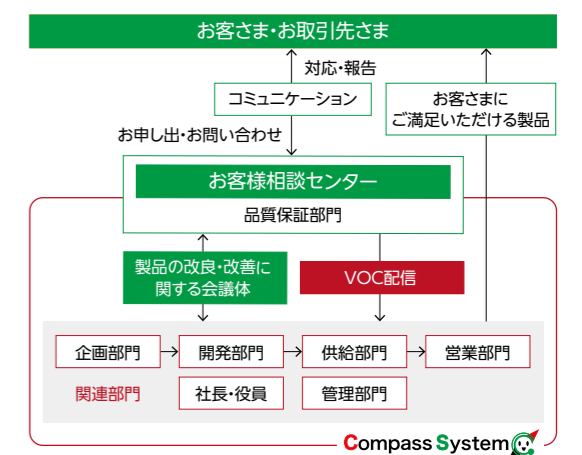 お客さま・お取引先さま
対応・報告
コミュニケーション
お客さまに
ご満足いただける製品
お申し出・お問い合わせ
お客様相談センター
品質保証部門
製品の改良・改善に
関する会議体
VOC配信
企画部門
開発部門
供給部門
営業部門
関連部門
社長・役員
管理部門
Compass System